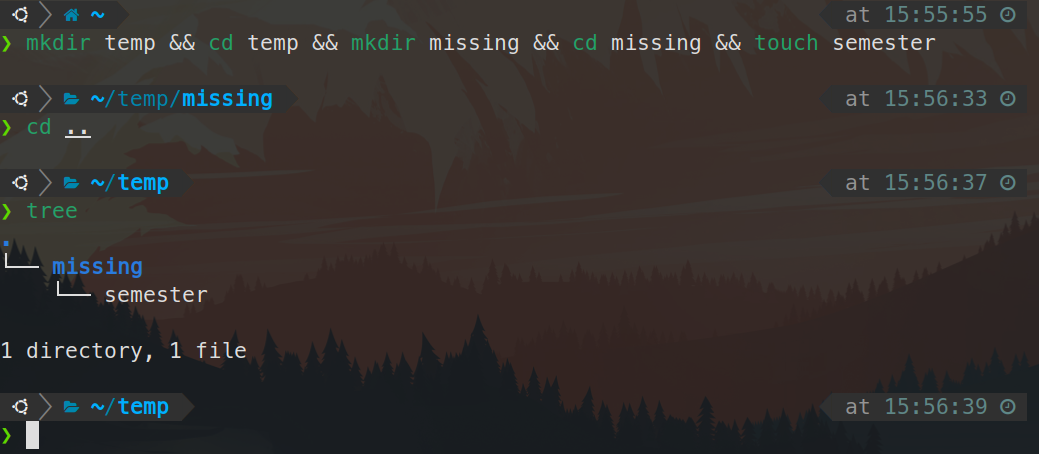 ~ at 15:55:55
❯ mkdir temp && cd temp && mkdir missing && cd missing && touch semester
~/temp/missing at 15:56:33
❯ cd ..
~/temp at 15:56:37
❯ tree
.
└── missing
    └── semester
1 directory, 1 file
~/temp at 15:56:39
❯